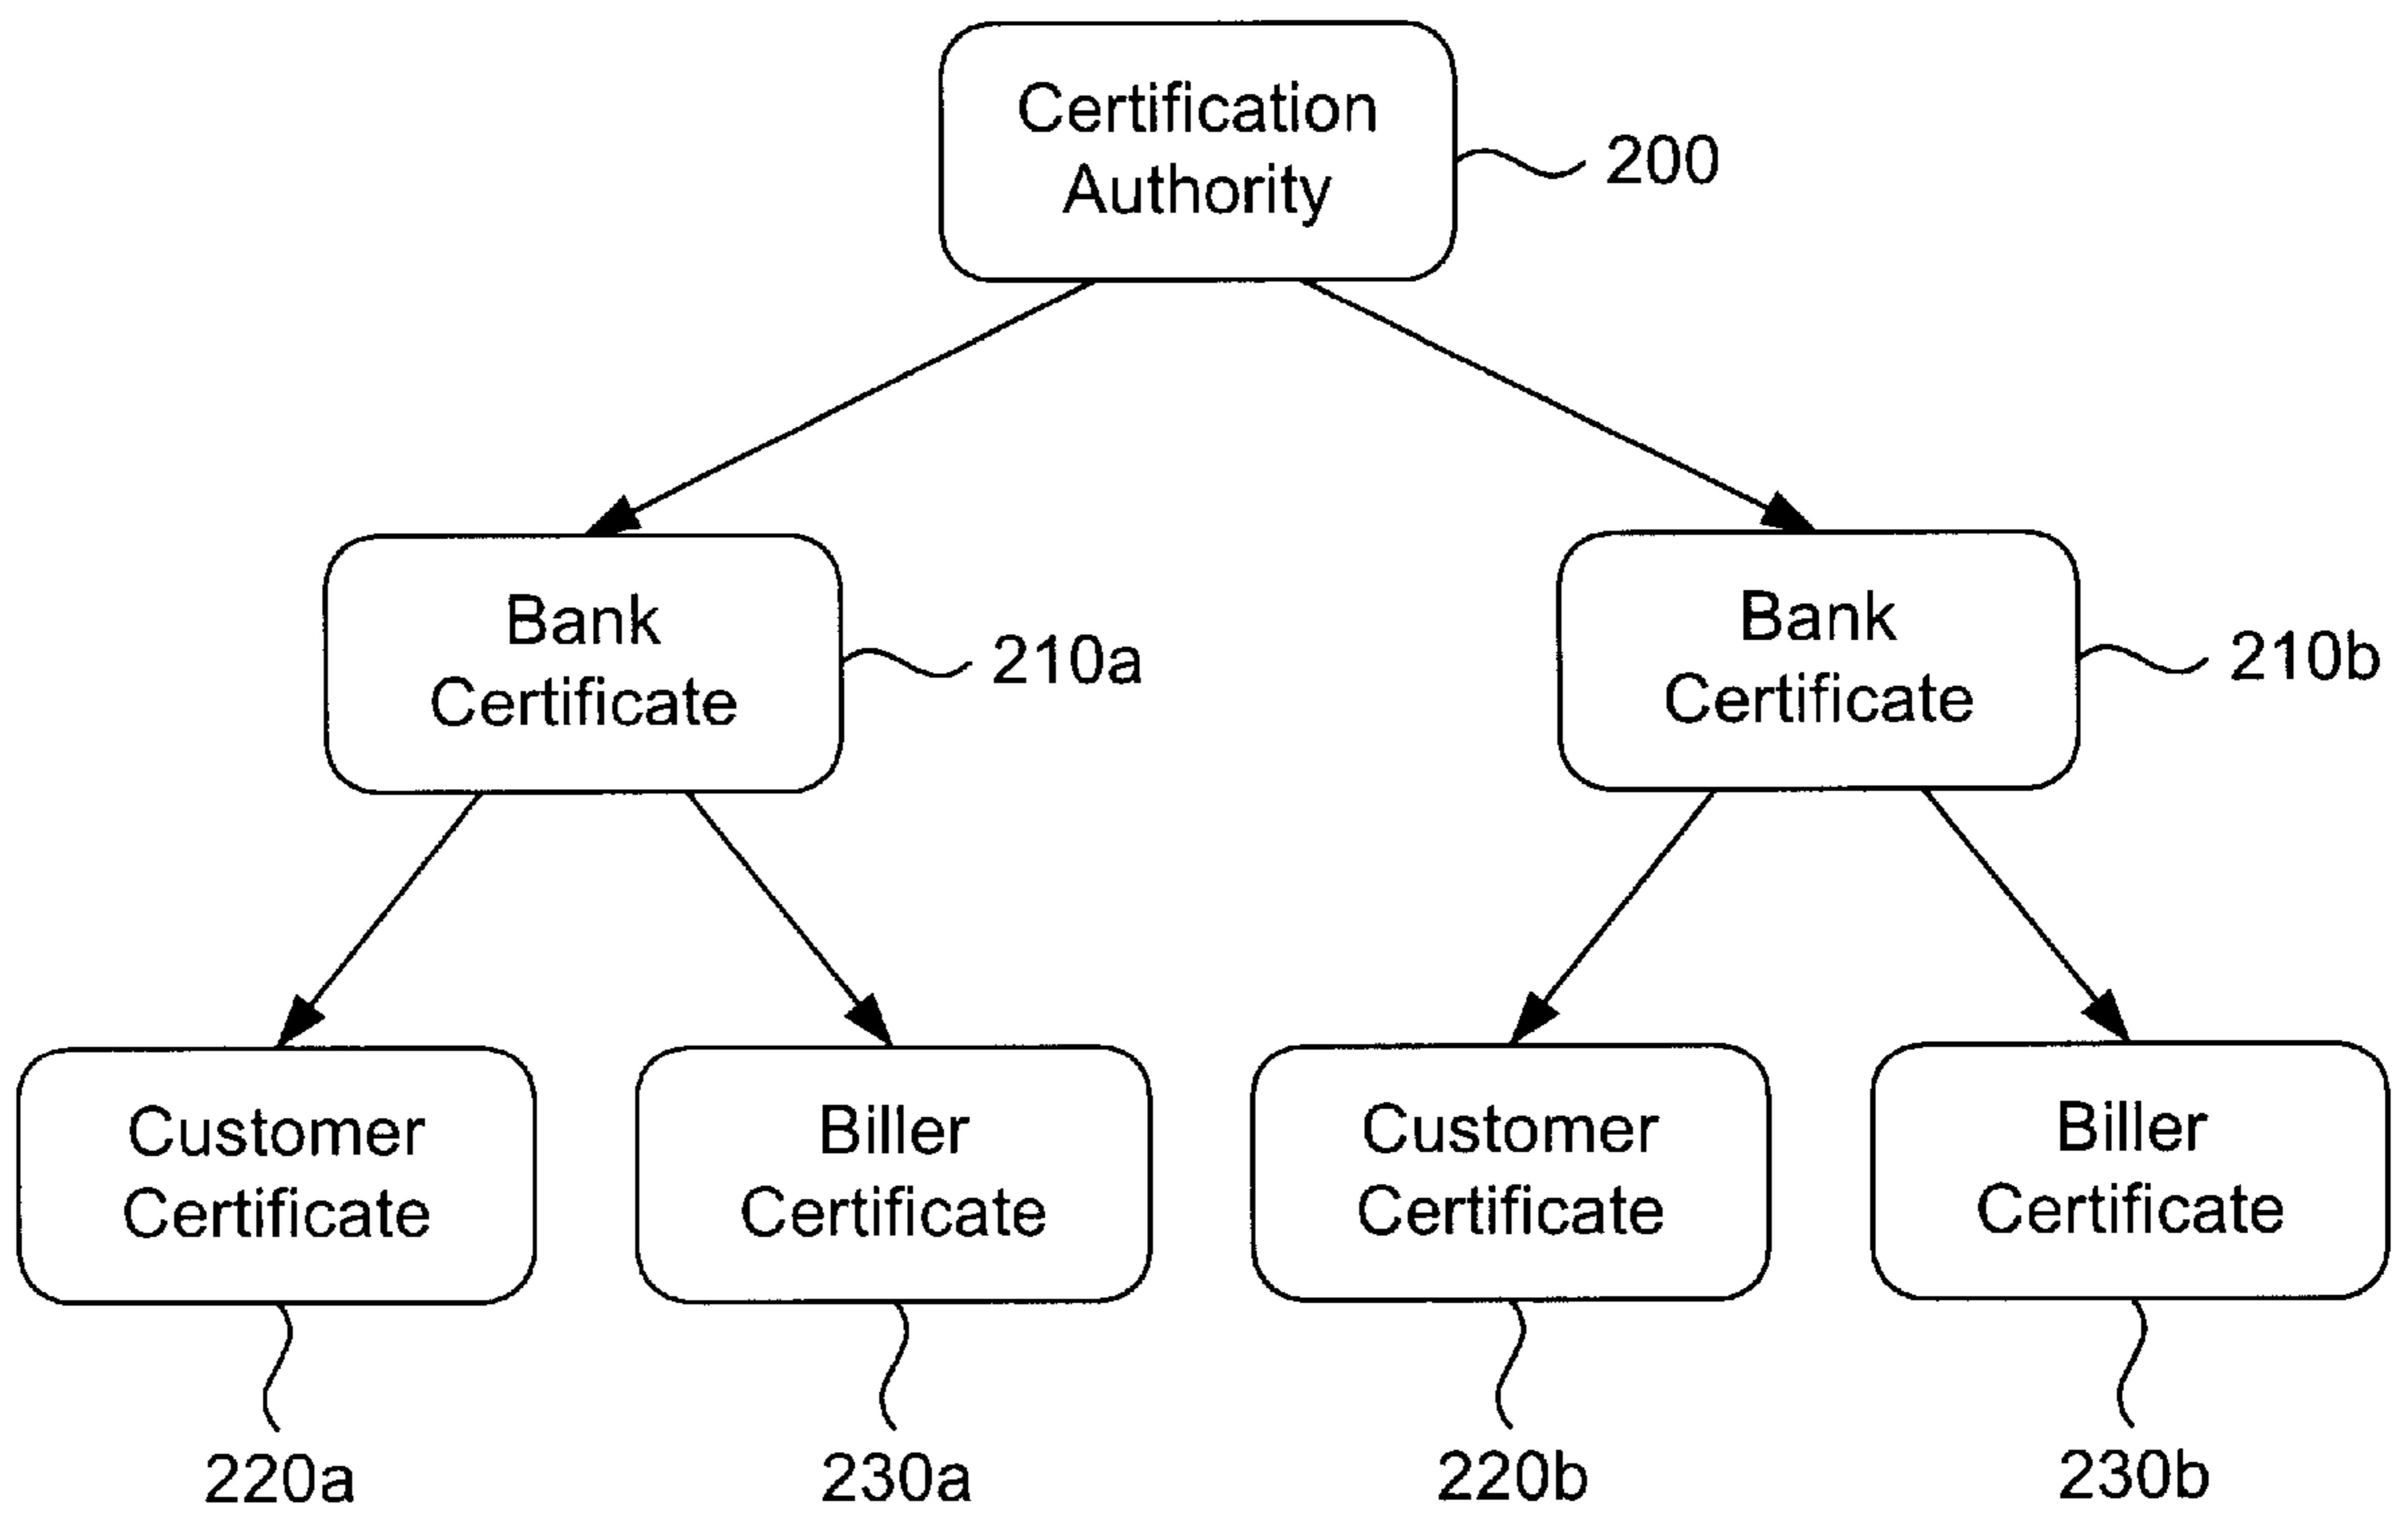 Certification
Authority
200
Bank
Certificate
210a
Bank
Certificate
210b
Customer
Certificate
Biller
Certificate
Customer
Certificate
Biller
Certificate
220a
230a
220b
230b